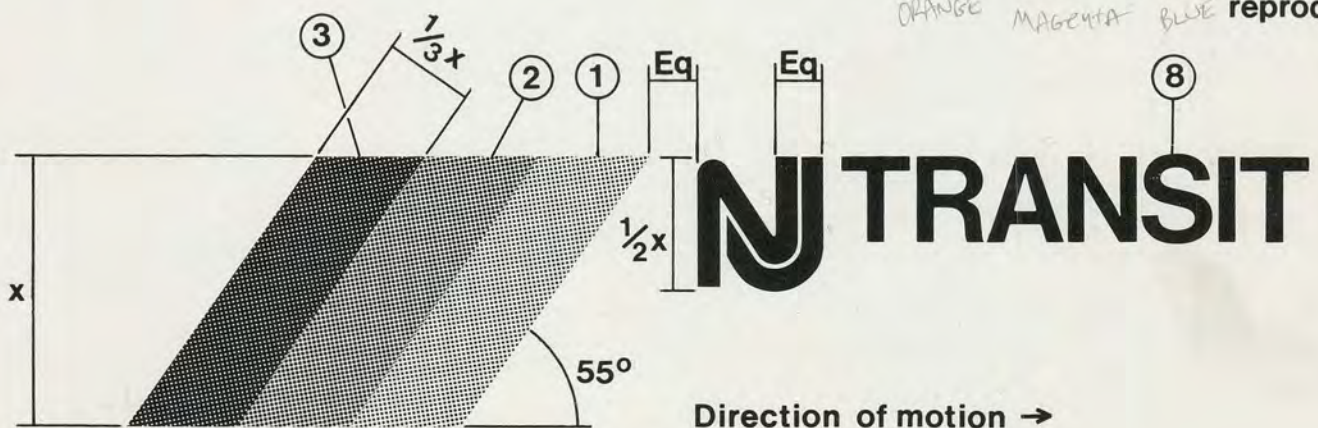 ORANGE MAGENTA BLUE reproc
3 1/3x 2 1 Eq Eq 8
x 1/2x NJ TRANSIT
55°
Direction of motion →